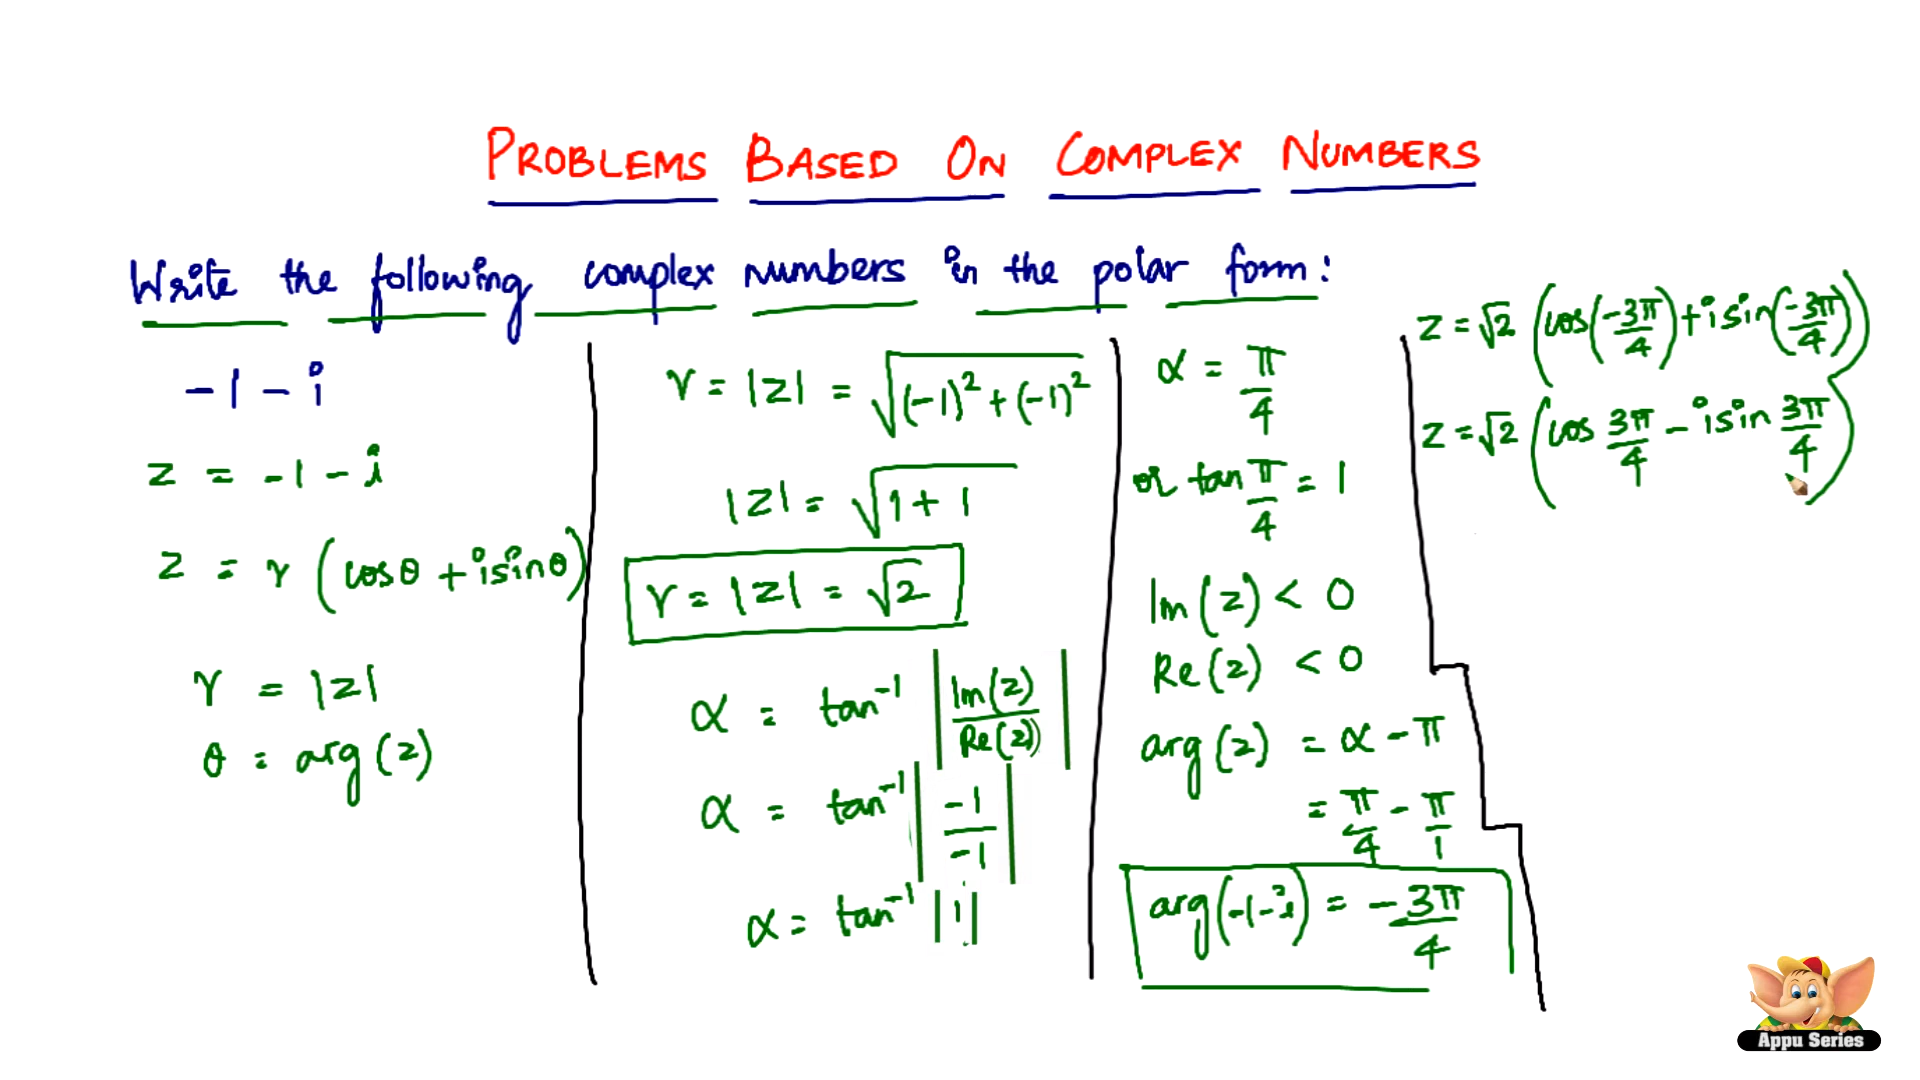 PROBLEMS BASED ON COMPLEX NUMBERS
Write the following complex numbers in the polar form:
-1 - i
z = -1 - i
z = r (cosθ + isinθ)
r = |z|
θ = arg(z)
r = |z| = √((-1)² + (-1)²)
|z| = √(1 + 1)
r = |z| = √2
α = tan⁻¹ |Im(z)/Re(z)|
α = tan⁻¹ |-1/-1|
α = tan⁻¹ |1|
α = π/4
or tan π/4 = 1
Im(z) < 0
Re(z) < 0
arg(z) = α - π
= π/4 - π/1
arg(-1-i) = -3π/4
z = √2 (cos(-3π/4) + isin(-3π/4))
z = √2 (cos 3π/4 - isin 3π/4)
Appu Series